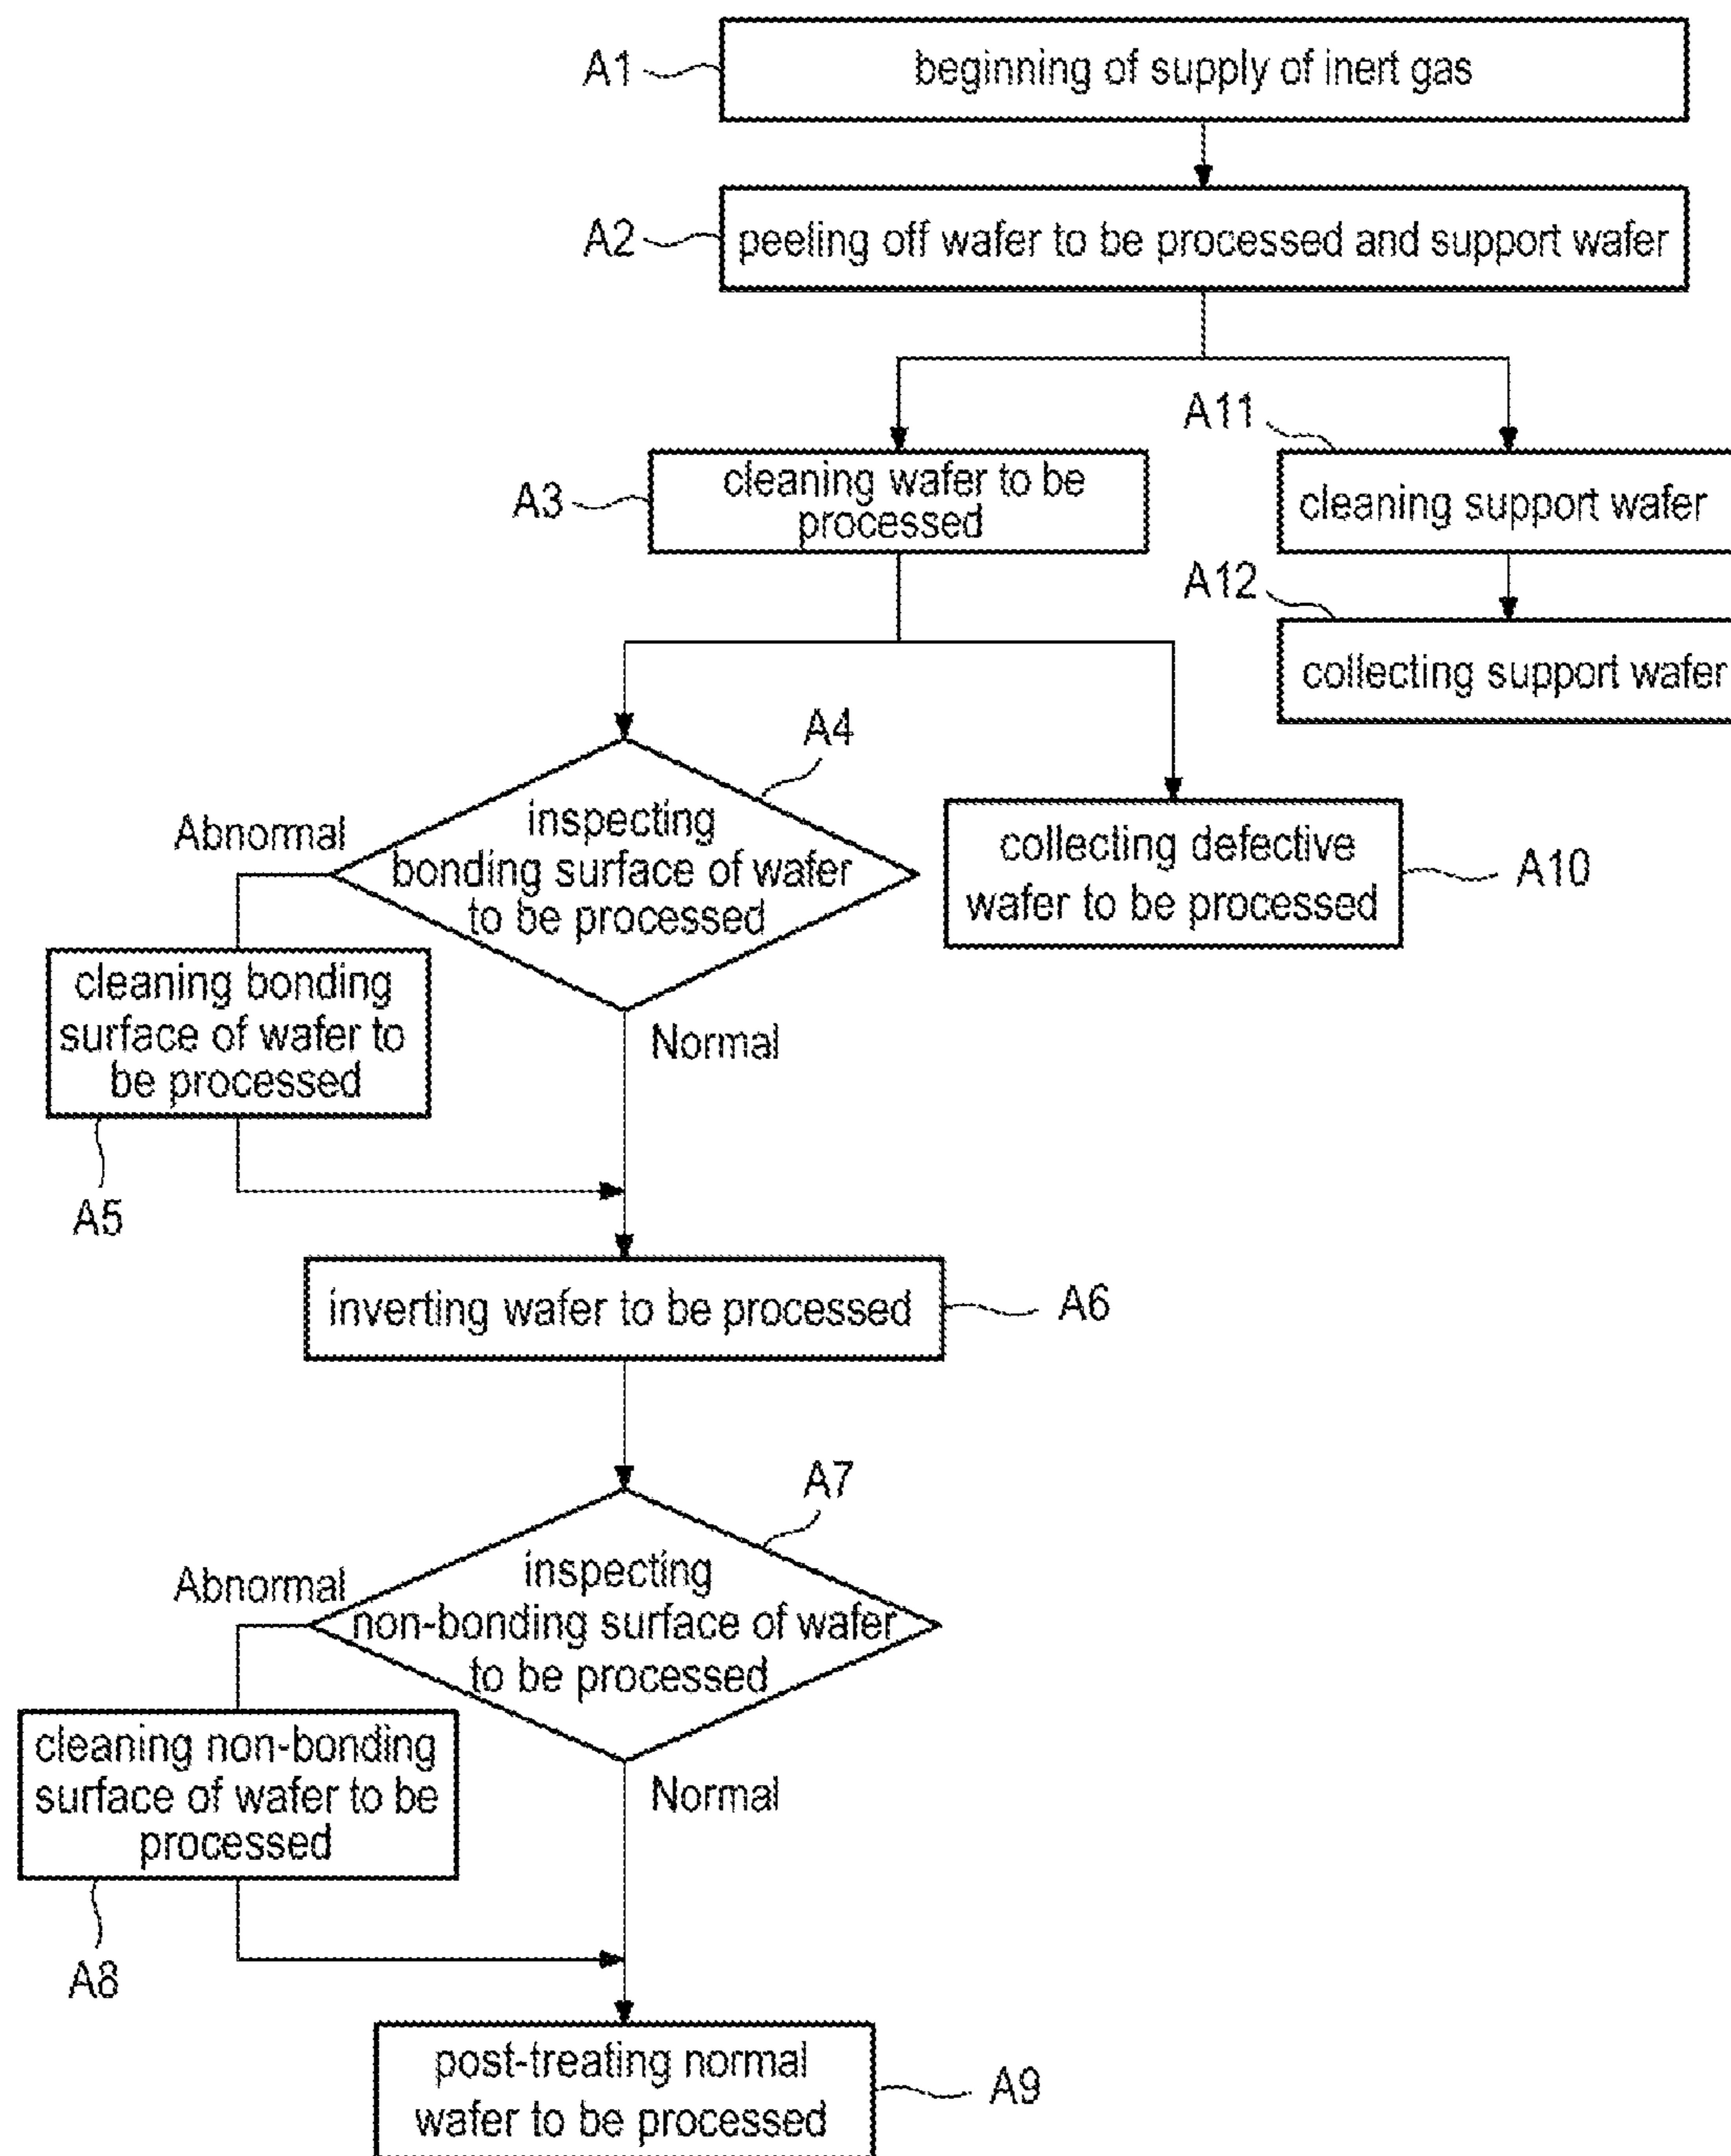 A1
beginning of supply of inert gas
A2
peeling off wafer to be processed and support wafer
A11
A3
cleaning wafer to be
processed
cleaning support wafer
A12
collecting support wafer
A4
Abnormal
inspecting
bonding surface of wafer
to be processed
collecting defective
wafer to be processed
A10
cleaning bonding
surface of wafer to
be processed
Normal
A5
inverting wafer to be processed
A6
A7
Abnormal
inspecting
non-bonding surface of wafer
to be processed
cleaning non-bonding
surface of wafer to be
processed
Normal
A8
post-treating normal
wafer to be processed
A9